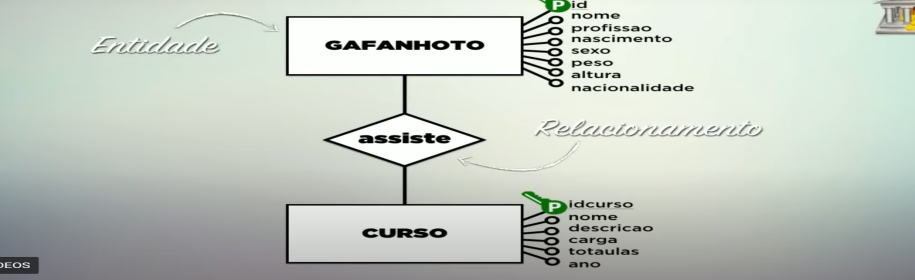 Entidade
GAFANHOTO
P
id
nome
profissao
nascimento
sexo
peso
altura
nacionalidade
assiste
Relacionamento
CURSO
P
idcurso
nome
descricao
carga
totaulas
ano
DEOS